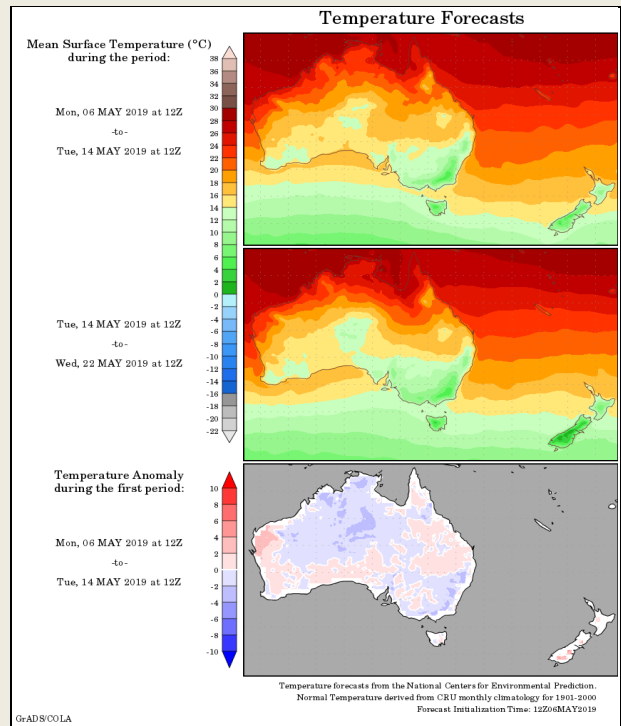 Temperature Forecasts
Mean Surface Temperature (°C)
during the period:
38
36
34
32
30
28
26
24
22
20
18
16
14
12
10
8
6
4
2
0
-2
-4
-6
-8
-10
-12
-14
-16
-18
-20
-22
Mon, 06 MAY 2019 at 12Z
-to-
Tue, 14 MAY 2019 at 12Z
Tue, 14 MAY 2019 at 12Z
-to-
Wed, 22 MAY 2019 at 12Z
Temperature Anomaly
during the first period:
10
8
6
4
2
0
-2
-4
-6
-8
-10
Mon, 06 MAY 2019 at 12Z
-to-
Tue, 14 MAY 2019 at 12Z
Temperature forecasts from the National Centers for Environmental Prediction.
Normal Temperature derived from CRU monthly climatology for 1901-2000
Forecast Initialization Time: 12Z06MAY2019
GrADS/COLA